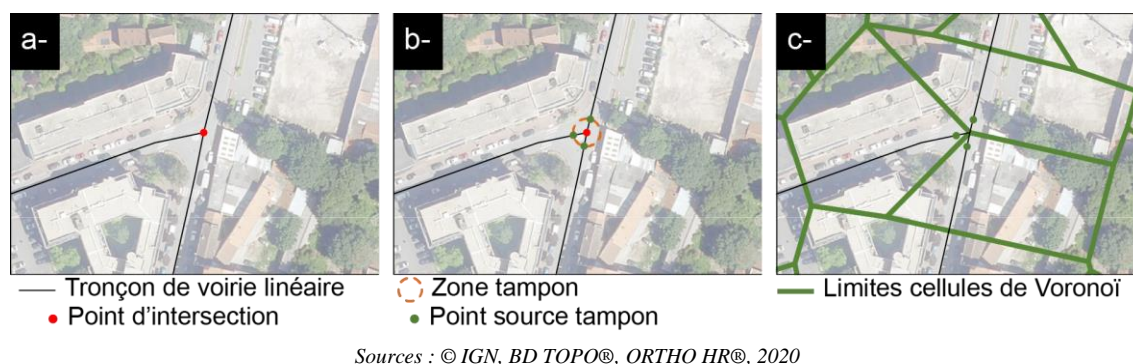 a- b- c-
Tronçon de voirie linéaire Zone tampon Limites cellules de Voronoï
Point d'intersection Point source tampon
Sources : © IGN, BD TOPO®, ORTHO HR®, 2020